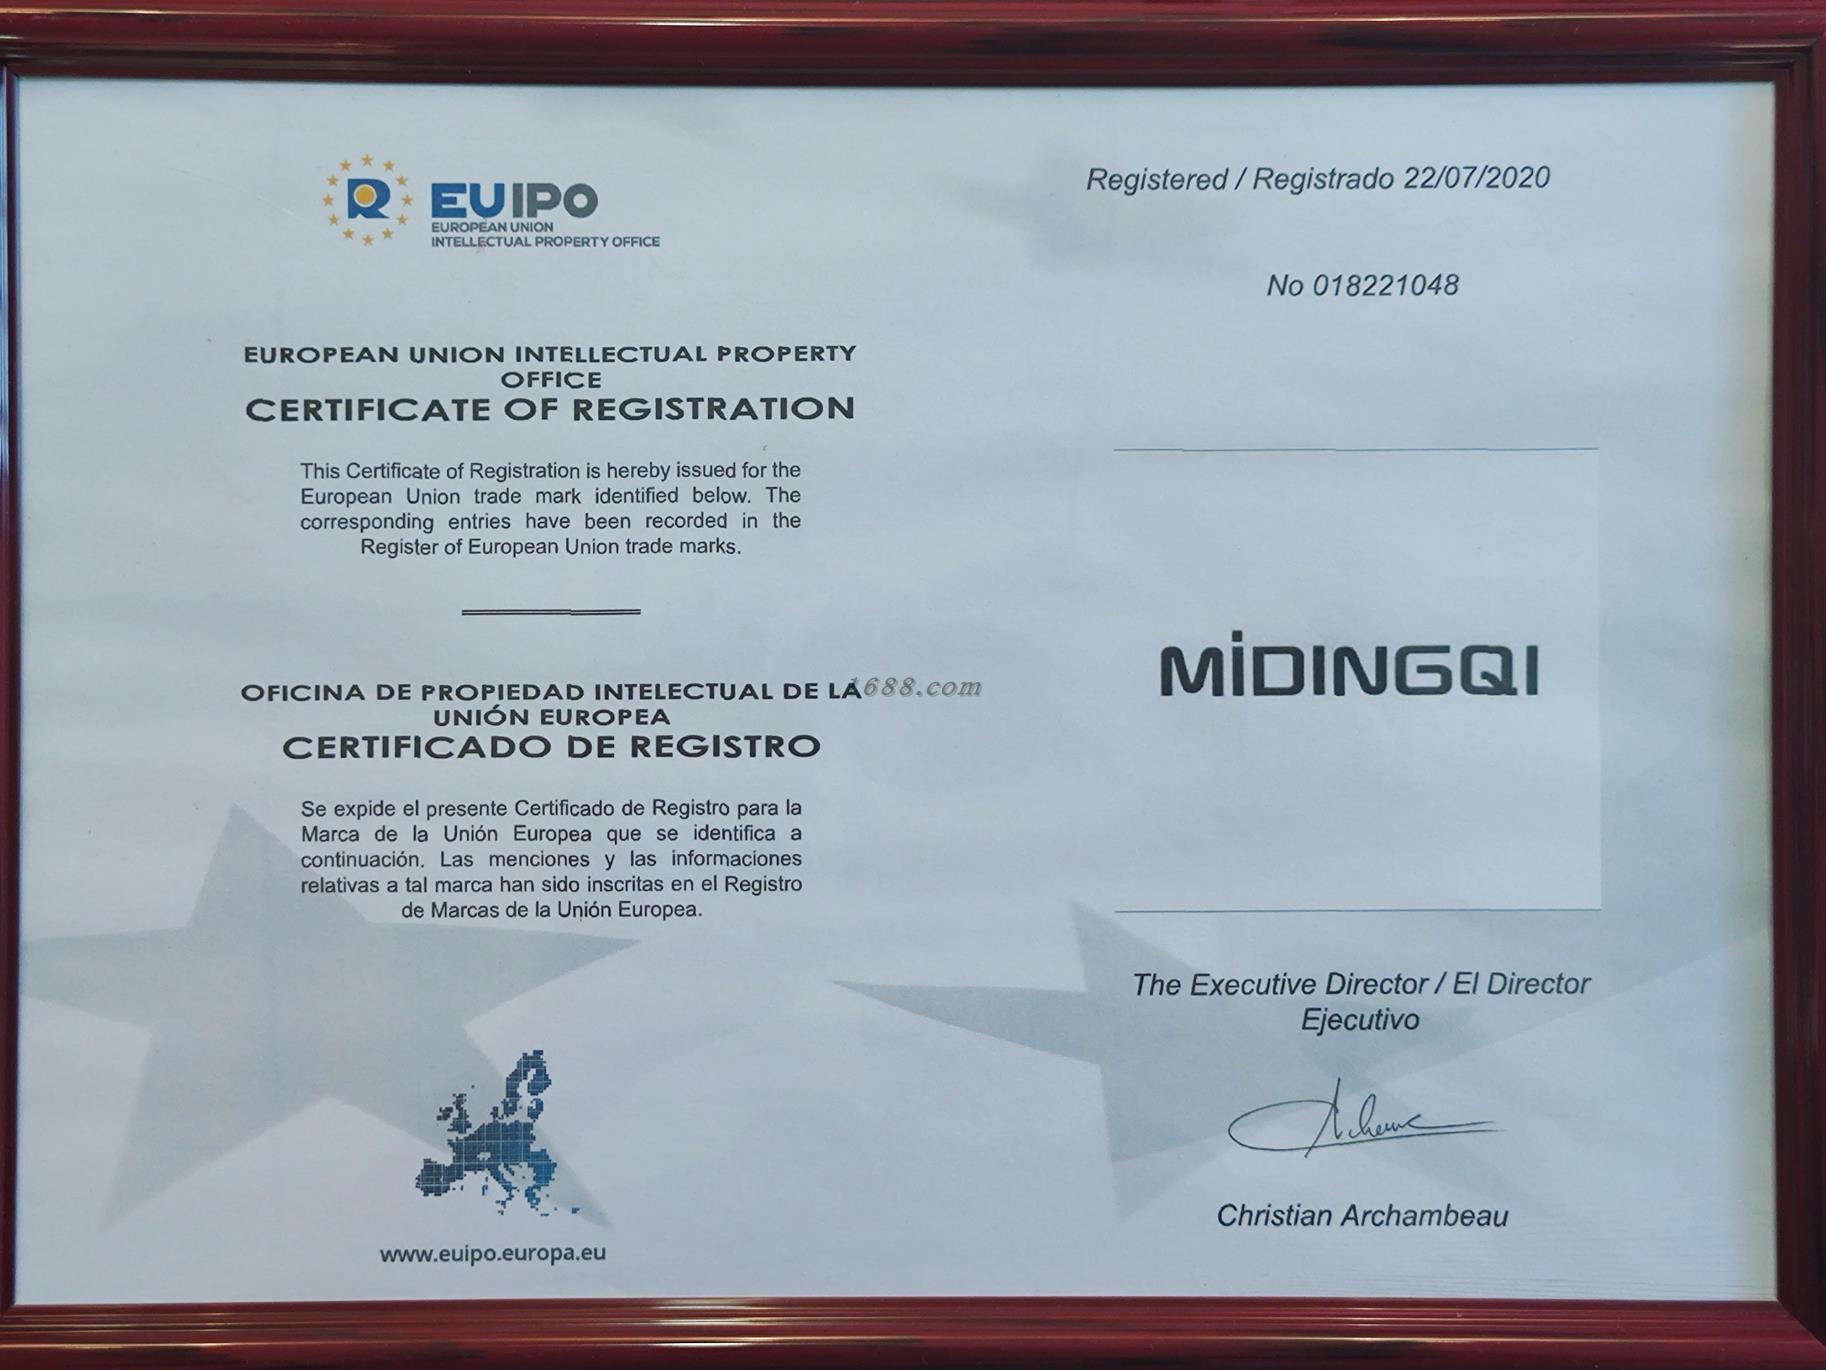 EUIPO
EUROPEAN UNION
INTELLECTUAL PROPERTY OFFICE
Registered / Registrado 22/07/2020
No 018221048
EUROPEAN UNION INTELLECTUAL PROPERTY
OFFICE
CERTIFICATE OF REGISTRATION
This Certificate of Registration is hereby issued for the
European Union trade mark identified below. The
corresponding entries have been recorded in the
Register of European Union trade marks.
OFICINA DE PROPIEDAD INTELECTUAL DE LA
UNIÓN EUROPEA
CERTIFICADO DE REGISTRO
Se expide el presente Certificado de Registro para la
Marca de la Unión Europea que se identifica a
continuación. Las menciones y las informaciones
relativas a tal marca han sido inscritas en el Registro
de Marcas de la Unión Europea.
www.euipo.europa.eu
1688.com
MiDINGQI
The Executive Director / El Director
Ejecutivo
Christian Archambeau